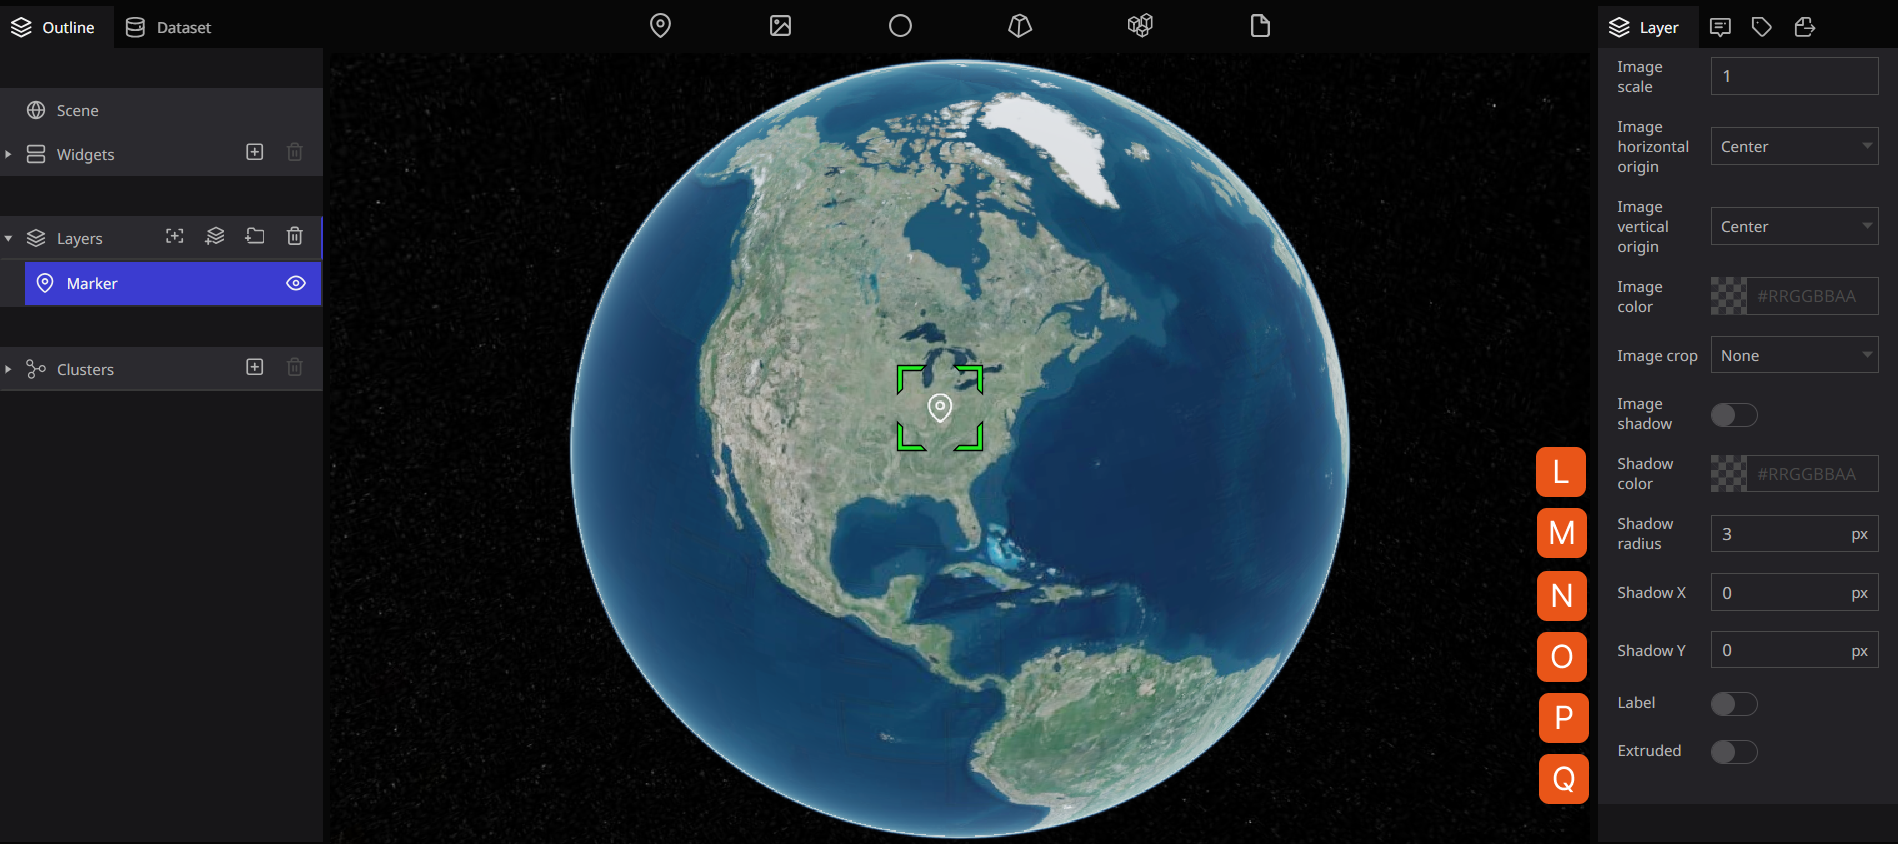 Outline
Dataset
Scene
Widgets
Layers
Marker
Clusters
L
M
N
O
P
Q
Layer
Image
scale
1
Image
horizontal
origin
Center
Image
vertical
origin
Center
Image
color
#RRGGBBAA
Image crop
None
Image
shadow
Shadow
color
#RRGGBBAA
Shadow
radius
3 px
Shadow X
0 px
Shadow Y
0 px
Label
Extruded